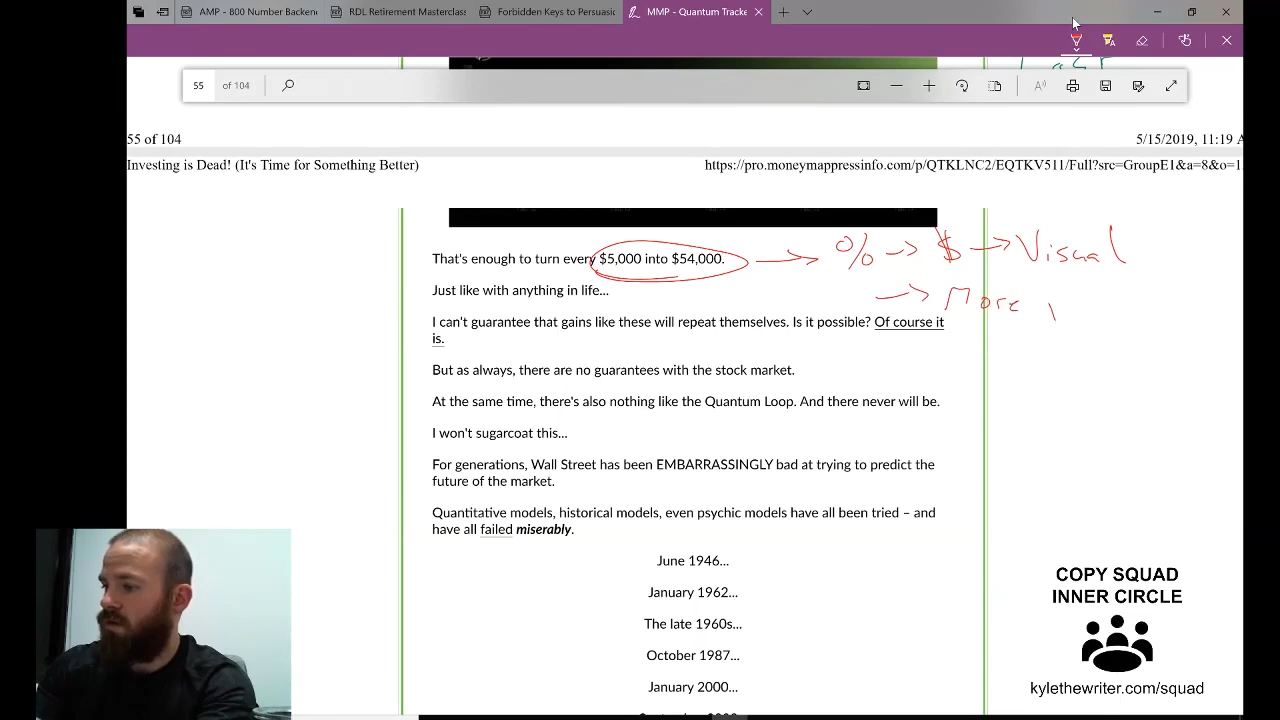 AMP - 800 Number Backen
RDL Retirement Masterclass
Forbidden Keys to Persuasic
MMP - Quantum Tracke
55 of 104
55 of 104
5/15/2019, 11:19 A
Investing is Dead! (It's Time for Something Better)
https://pro.moneymappressinfo.com/p/QTKLNC2/EQTKV511/Full?src=GroupE1&a=8&o=1
That's enough to turn every $5,000 into $54,000.
% → $ → Visual
→ More
Just like with anything in life...
I can't guarantee that gains like these will repeat themselves. Is it possible? Of course it
is.
But as always, there are no guarantees with the stock market.
At the same time, there's also nothing like the Quantum Loop. And there never will be.
I won't sugarcoat this...
For generations, Wall Street has been EMBARRASSINGLY bad at trying to predict the
future of the market.
Quantitative models, historical models, even psychic models have all been tried – and
have all failed miserably.
June 1946...
January 1962...
The late 1960s...
October 1987...
January 2000...
COPY SQUAD
INNER CIRCLE
kylethewriter.com/squad